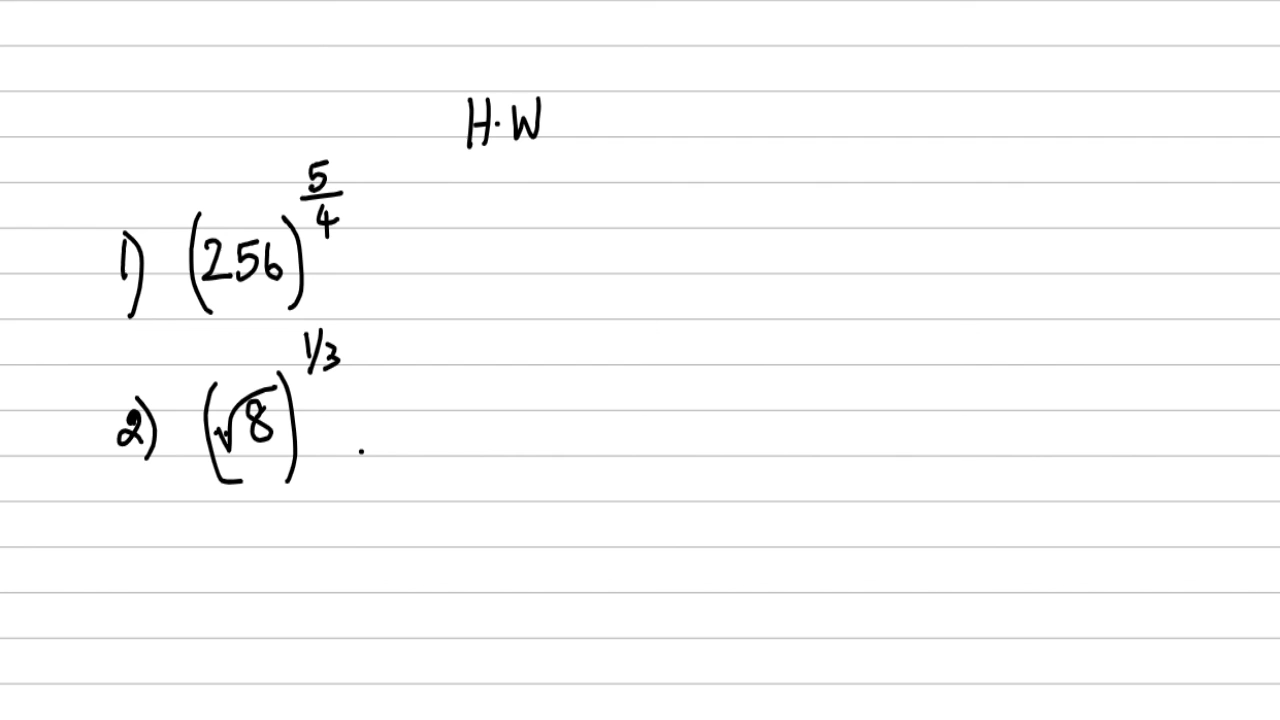 H.W
1) (256)^(5/4)
2) (√8)^(1/3) .